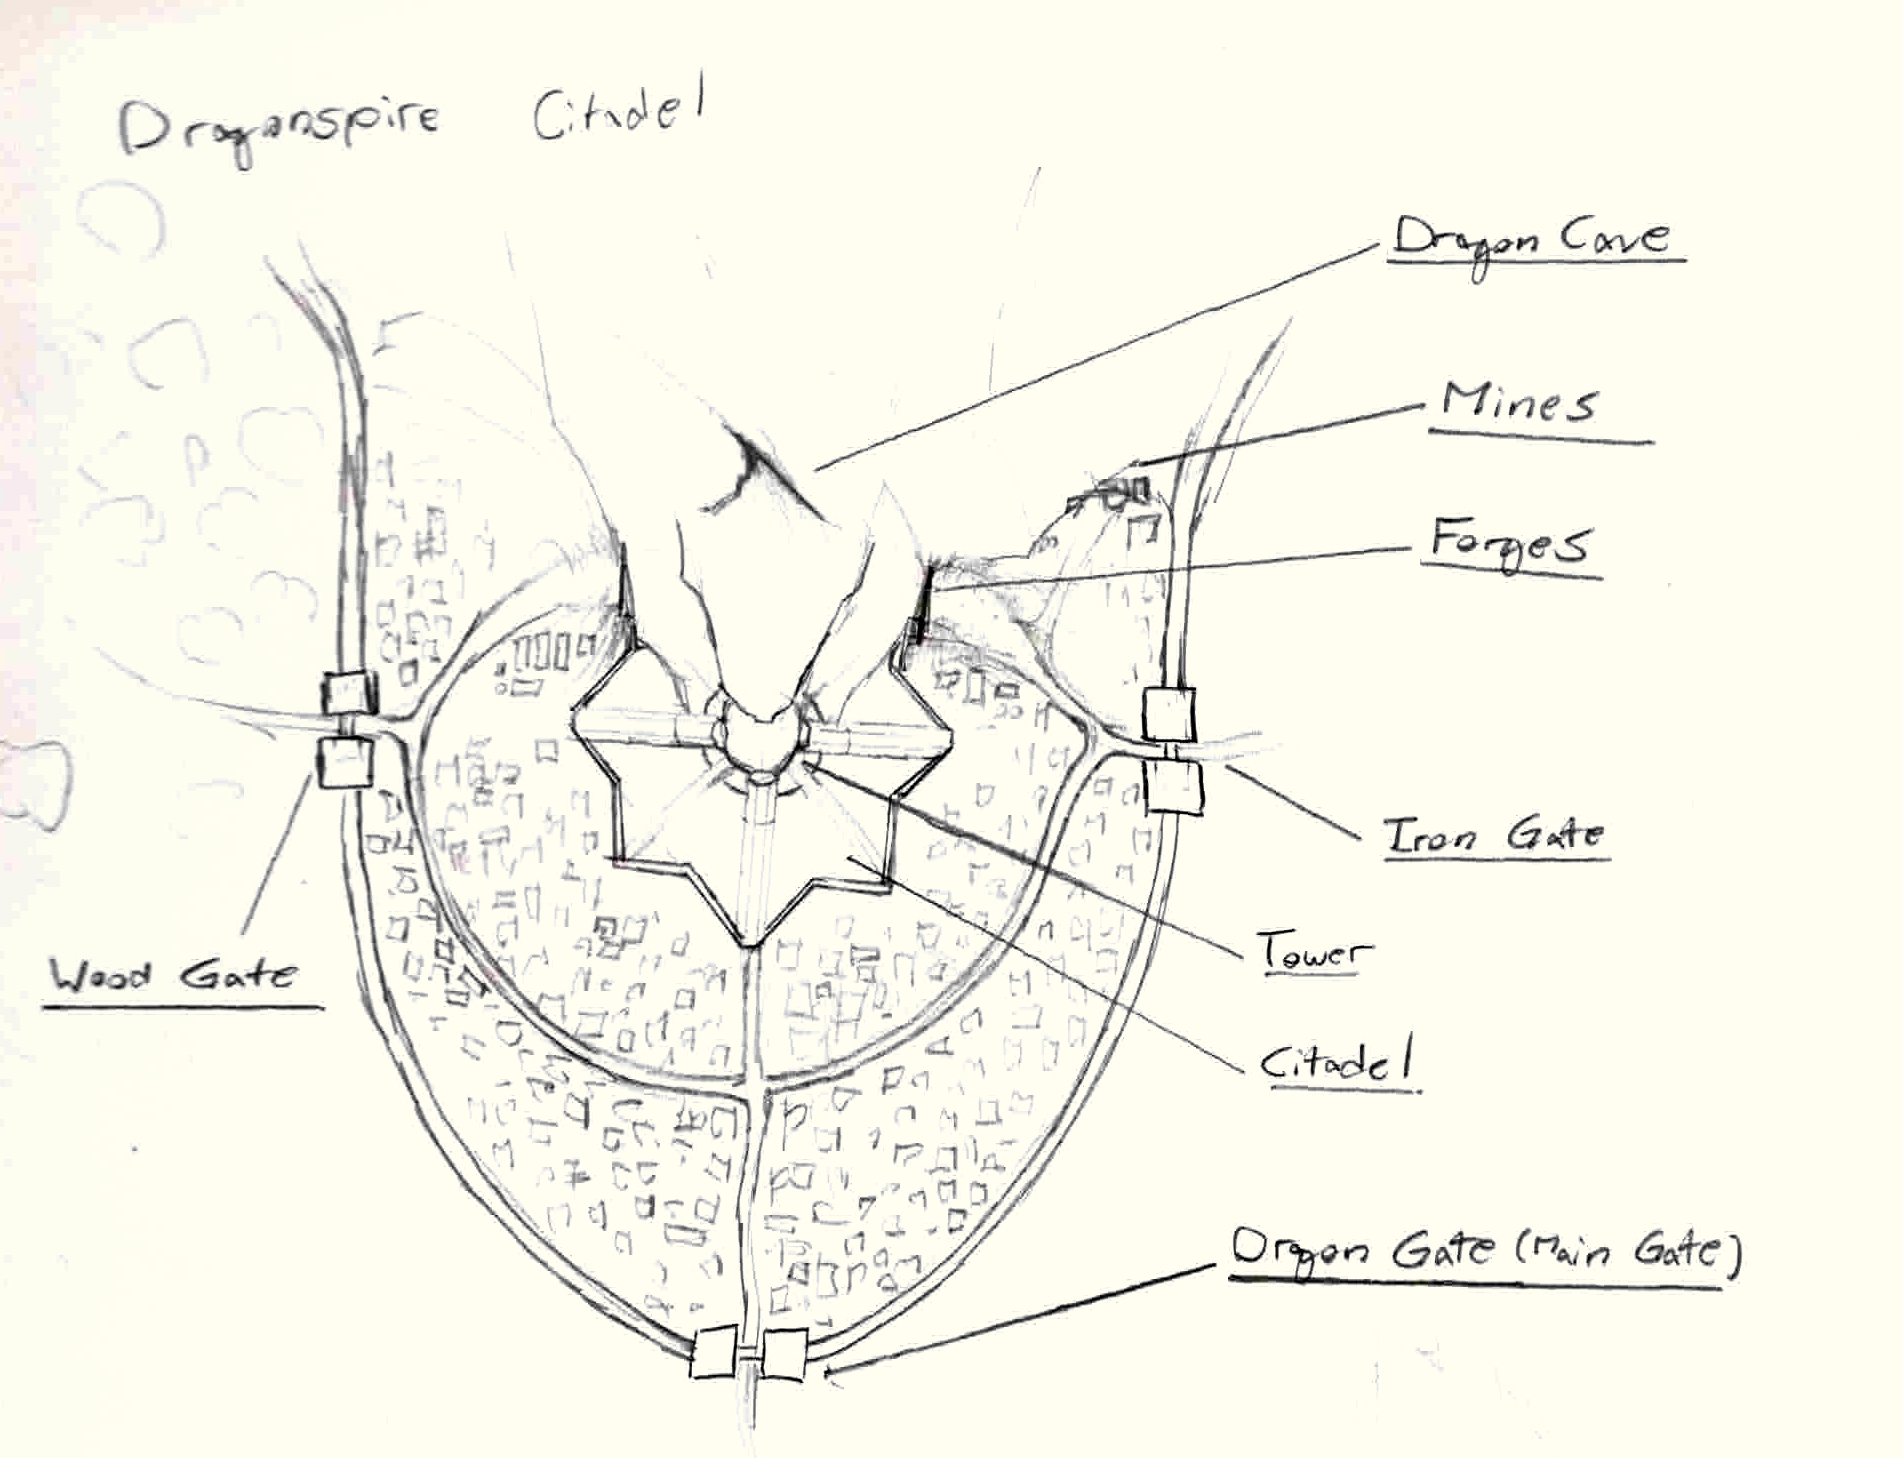 Dragonspire Citadel
Dragon Cave
Mines
Forges
Iron Gate
Tower
Wood Gate
Citadel
Dragon Gate (Main Gate)